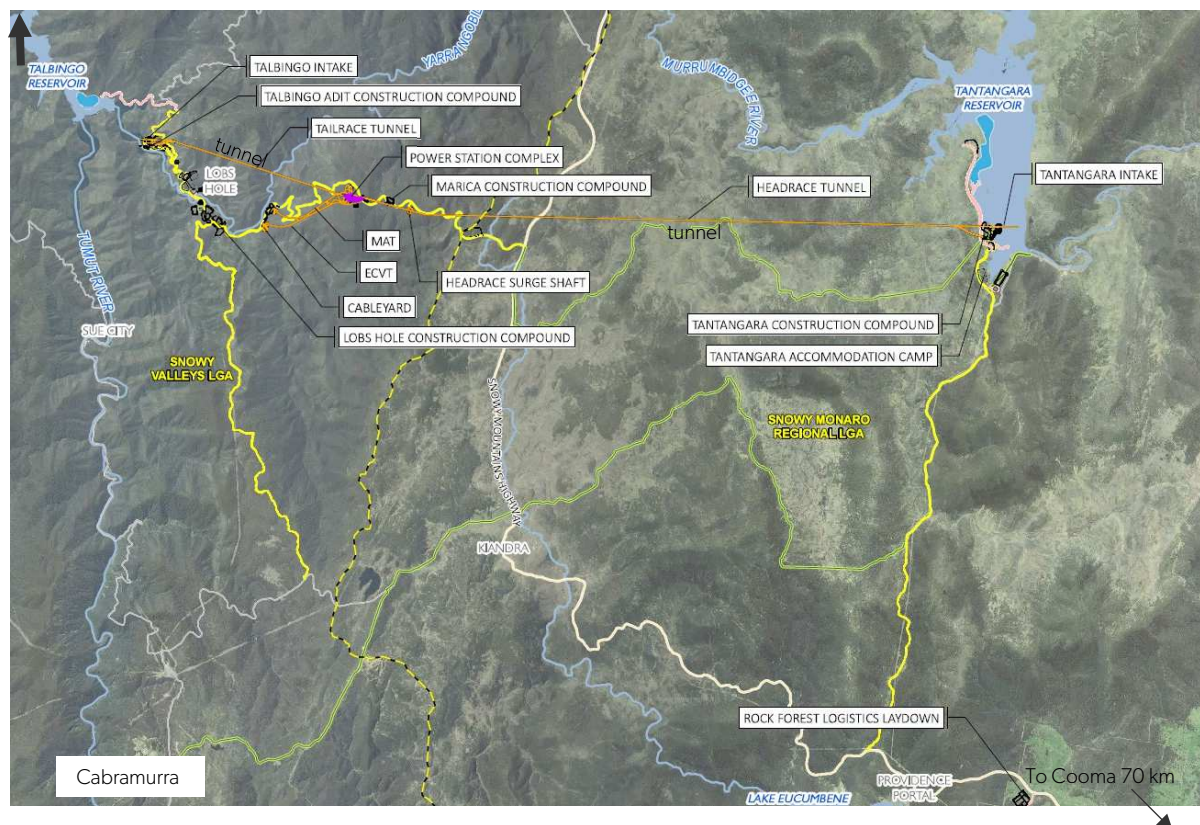 TALBINGO
RESERVOIR
TALBINGO INTAKE
TALBINGO ADIT CONSTRUCTION COMPOUND
YARRANGOBIL
MURRUMBIDGEE RIVER
TANTANGARA
RESERVOIR
TAILRACE TUNNEL
tunnel
POWER STATION COMPLEX
LOBS
HOLE
MARICA CONSTRUCTION COMPOUND
HEADRACE TUNNEL
TANTANGARA INTAKE
tunnel
MAT
ECVT
HEADRACE SURGE SHAFT
CABLEYARD
LOBS HOLE CONSTRUCTION COMPOUND
TUMUT RIVER
SUE CITY
TANTANGARA CONSTRUCTION COMPOUND
TANTANGARA ACCOMMODATION CAMP
SNOWY
VALLEYS LGA
SNOWY MOUNTAINS HIGHWAY
SNOWY MONARO
REGIONAL LGA
KIANDRA
ROCK FOREST LOGISTICS LAYDOWN
Cabramurra
PROVIDENCE
PORTAL
To Cooma 70 km
LAKE EUCUMBENE